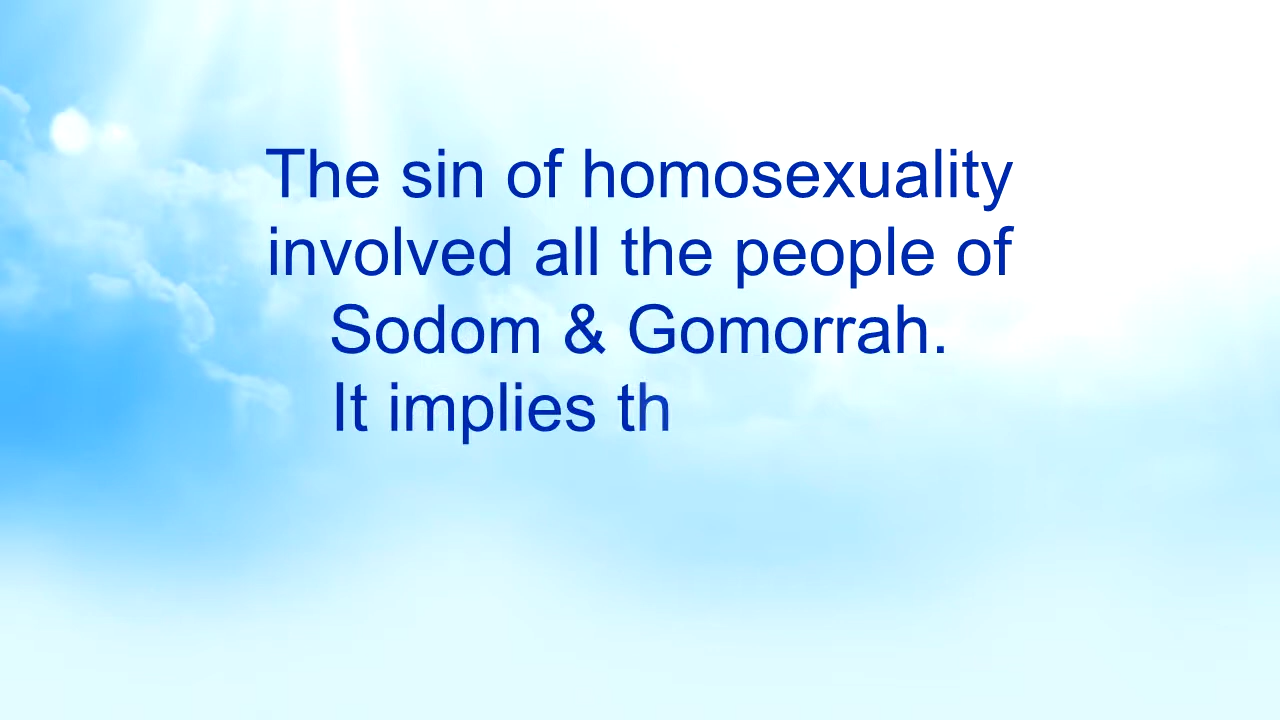 The sin of homosexuality
involved all the people of
Sodom & Gomorrah.
It implies th